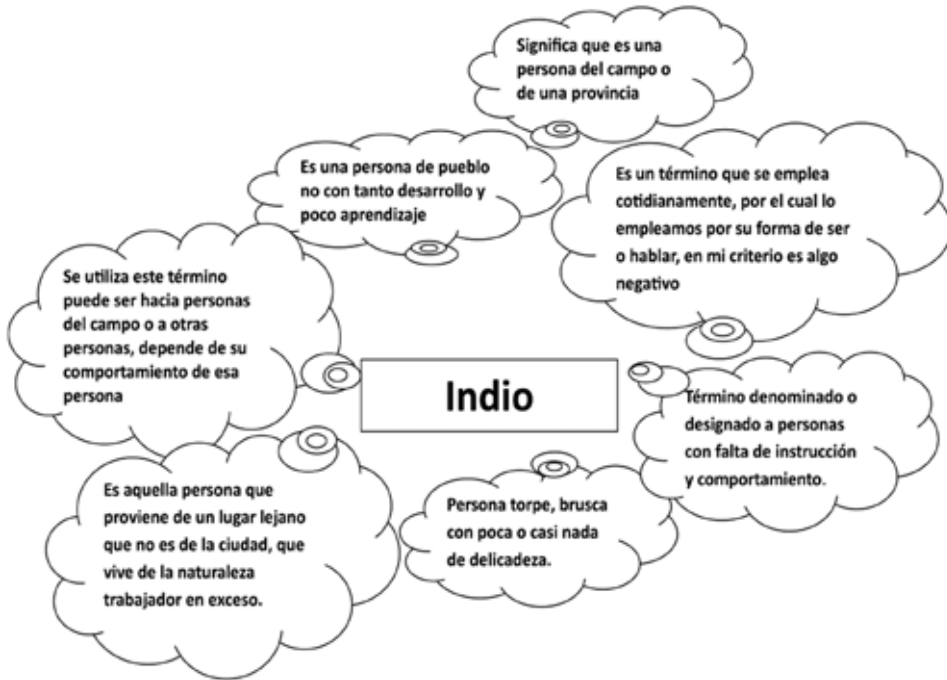 Significa que es una
persona del campo o
de una provincia
Es una persona de pueblo
no con tanto desarrollo y
poco aprendizaje
Es un término que se emplea
cotidianamente, por el cual lo
empleamos por su forma de ser
o hablar, en mi criterio es algo
negativo
Se utiliza este término
puede ser hacia personas
del campo o a otras
personas, depende de su
comportamiento de esa
persona
Indio
Término denominado o
designado a personas
con falta de instrucción
y comportamiento.
Es aquella persona que
proviene de un lugar lejano
que no es de la ciudad, que
vive de la naturaleza
trabajador en exceso.
Persona torpe, brusca
con poca o casi nada
de delicadeza.